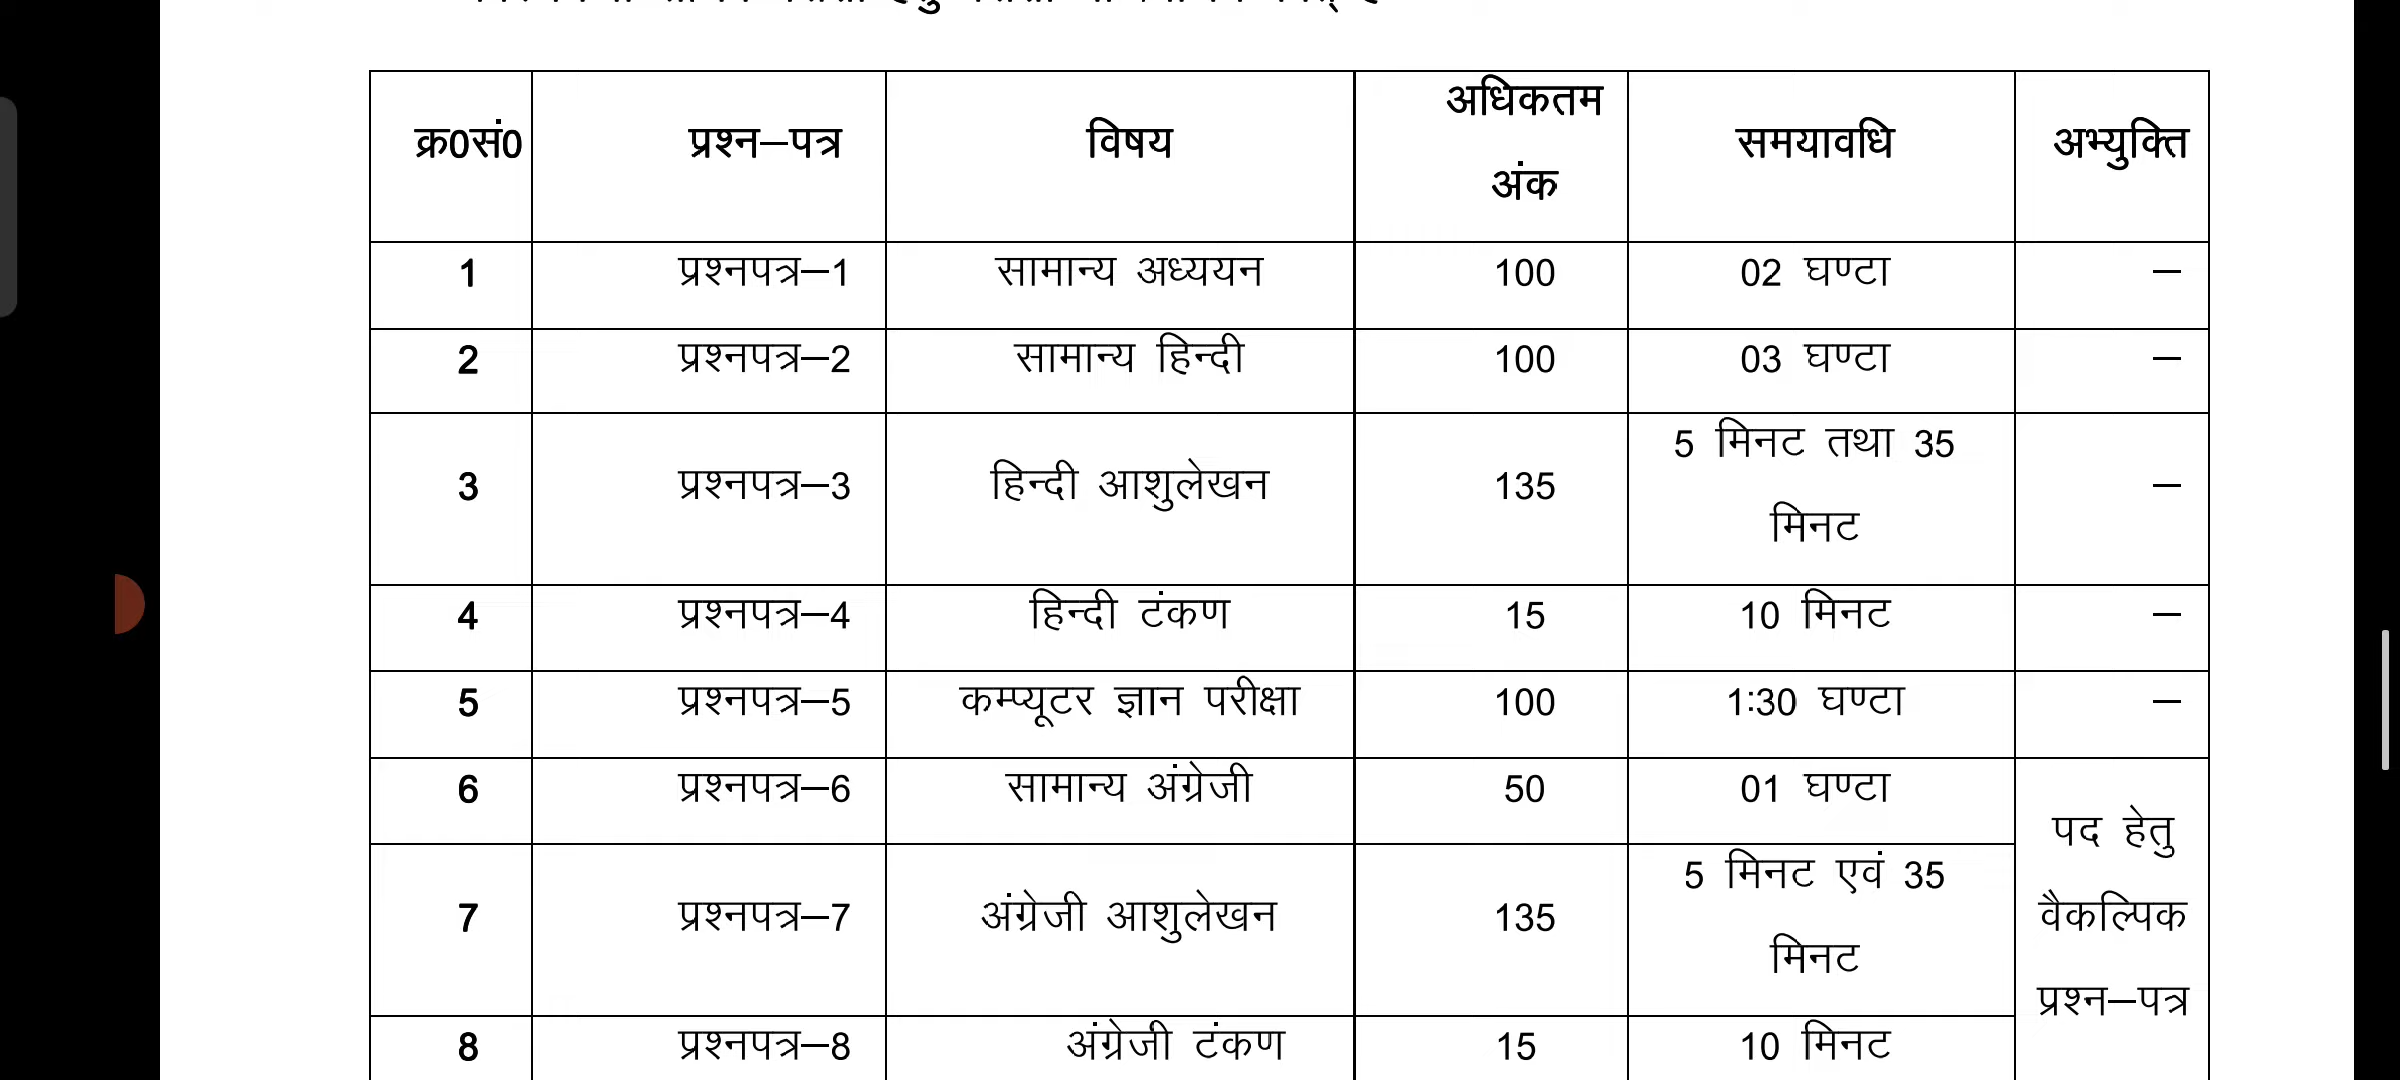 क्र0सं0 प्रश्न–पत्र विषय अधिकतम अंक समयावधि अभ्युक्ति
1 प्रश्नपत्र–1 सामान्य अध्ययन 100 02 घण्टा –
2 प्रश्नपत्र–2 सामान्य हिन्दी 100 03 घण्टा –
3 प्रश्नपत्र–3 हिन्दी आशुलेखन 135 5 मिनट तथा 35 मिनट –
4 प्रश्नपत्र–4 हिन्दी टंकण 15 10 मिनट –
5 प्रश्नपत्र–5 कम्प्यूटर ज्ञान परीक्षा 100 1:30 घण्टा –
6 प्रश्नपत्र–6 सामान्य अंग्रेजी 50 01 घण्टा पद हेतु वैकल्पिक प्रश्न–पत्र
7 प्रश्नपत्र–7 अंग्रेजी आशुलेखन 135 5 मिनट एवं 35 मिनट
8 प्रश्नपत्र–8 अंग्रेजी टंकण 15 10 मिनट